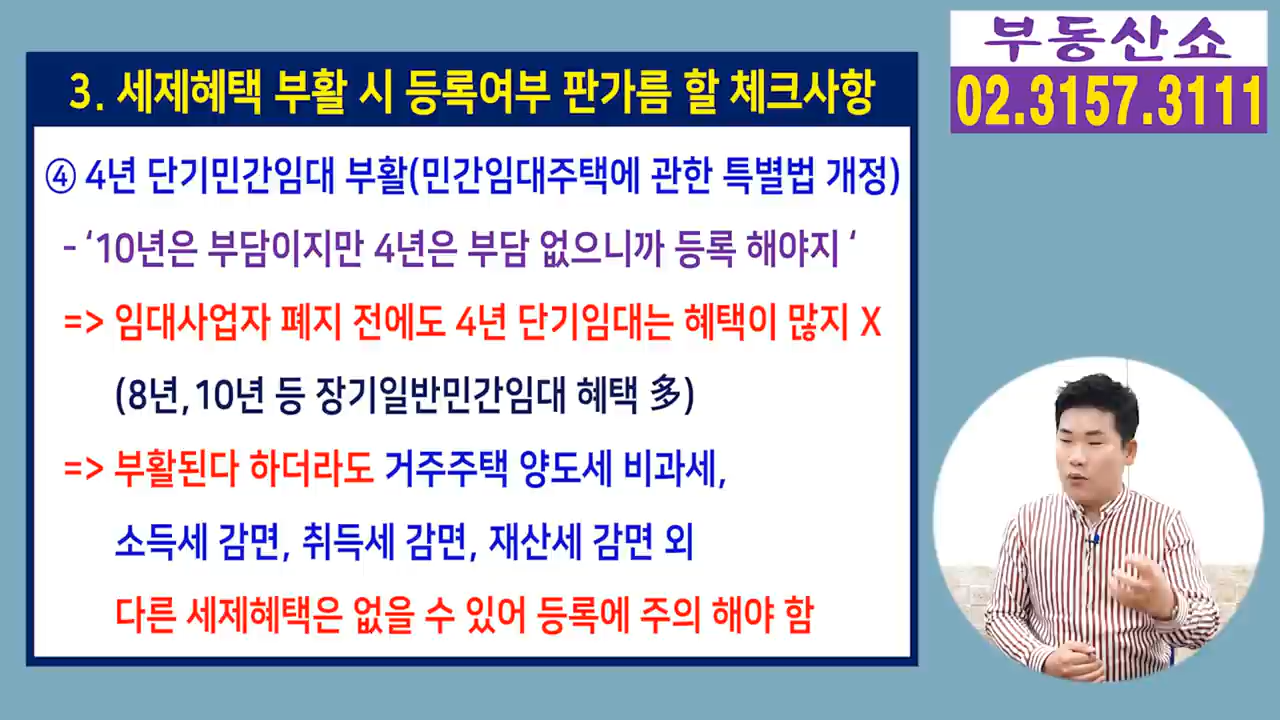 부동산쇼
02.3157.3111
3. 세제혜택 부활 시 등록여부 판가름 할 체크사항
④ 4년 단기민간임대 부활(민간임대주택에 관한 특별법 개정)
- ‘10년은 부담이지만 4년은 부담 없으니까 등록 해야지 ‘
=> 임대사업자 폐지 전에도 4년 단기임대는 혜택이 많지 X
(8년,10년 등 장기일반민간임대 혜택 多)
=> 부활된다 하더라도 거주주택 양도세 비과세,
소득세 감면, 취득세 감면, 재산세 감면 외
다른 세제혜택은 없을 수 있어 등록에 주의 해야 함